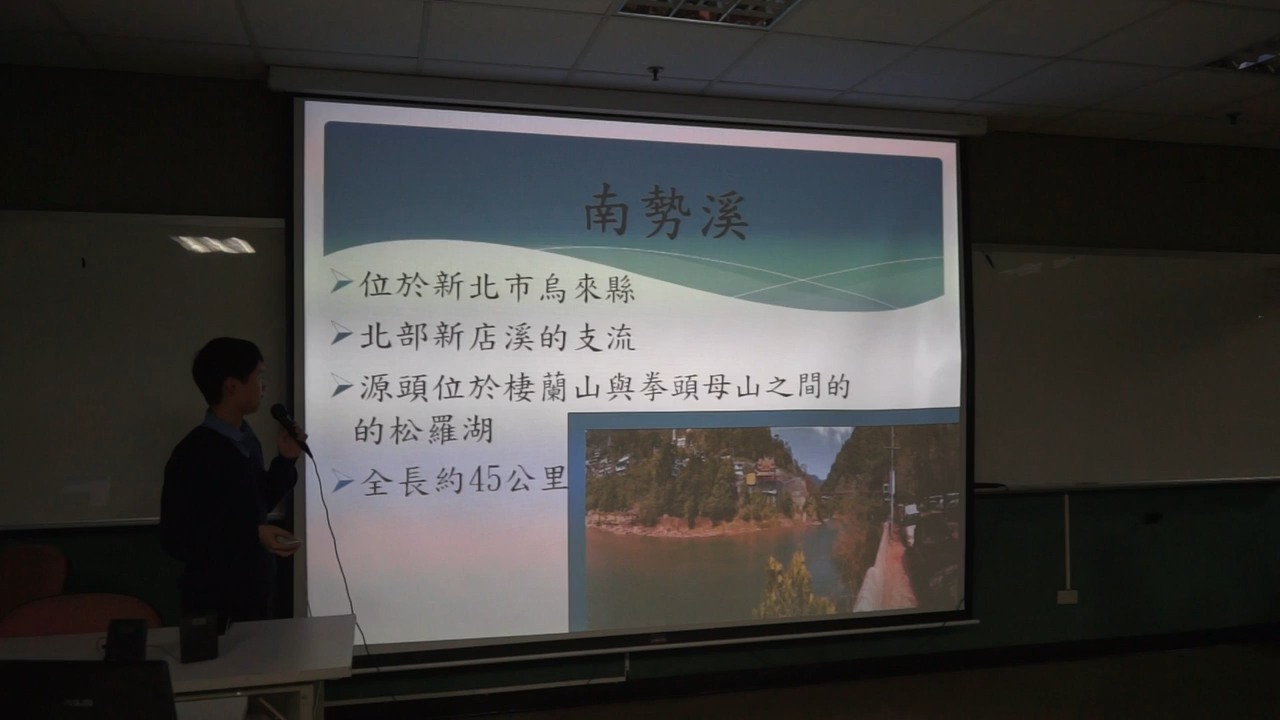 南勢溪
位於新北市烏來縣
北部新店溪的支流
源頭位於棲蘭山與拳頭母山之間的
的松羅湖
全長約45公里
ASUS